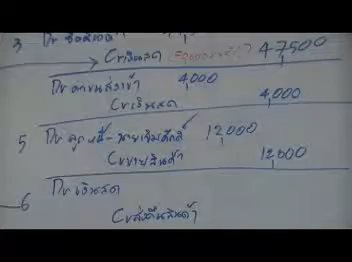 3 Dr ซื้อสินค้า
Cr เงินสด 47,500
Dr ค่าขนส่งเข้า 4,000
Cr เงินสด 4,000
5 Dr ลูกหนี้-นายเข้มศักดิ์ 12,000
Cr ขายสินค้า 12,000
6 Dr เงินสด
Cr ส่งคืนสินค้า